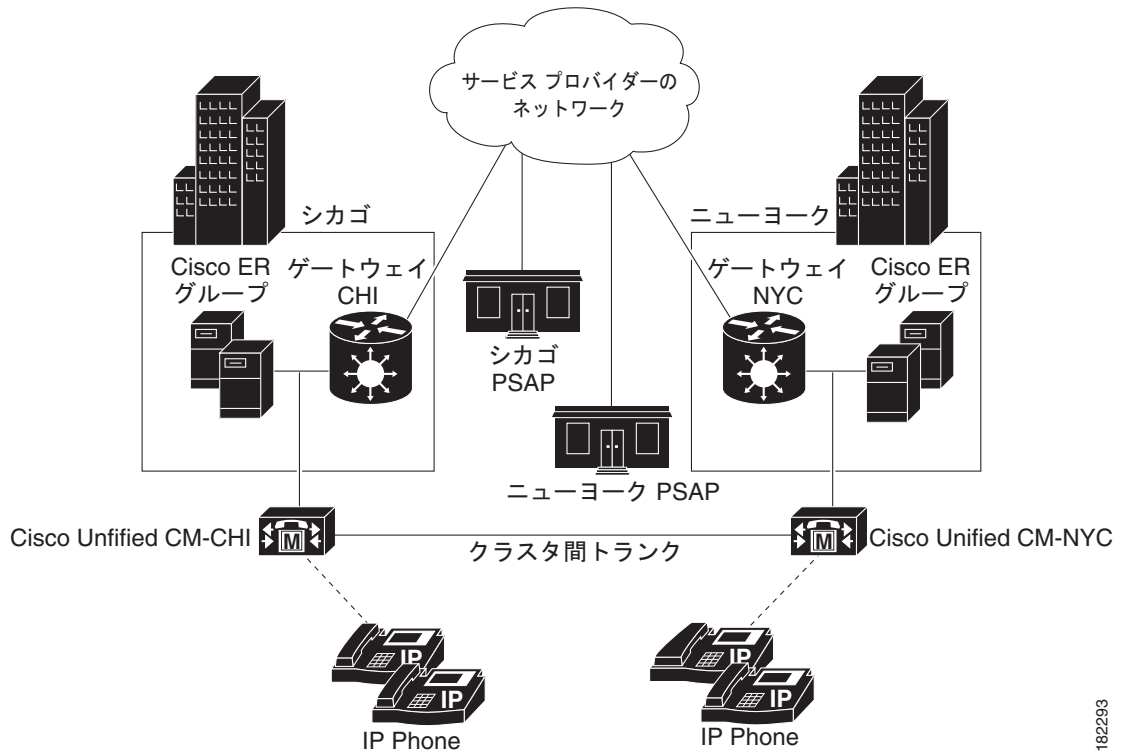 サービス プロバイダーの
ネットワーク
シカゴ
ニューヨーク
Cisco ER
グループ
ゲートウェイ
CHI
シカゴ
PSAP
ゲートウェイ
NYC
Cisco ER
グループ
ニューヨーク PSAP
Cisco Unfified CM-CHI
M
クラスタ間トランク
M
Cisco Unified CM-NYC
IP
IP
IP Phone
IP
IP
IP Phone
182293